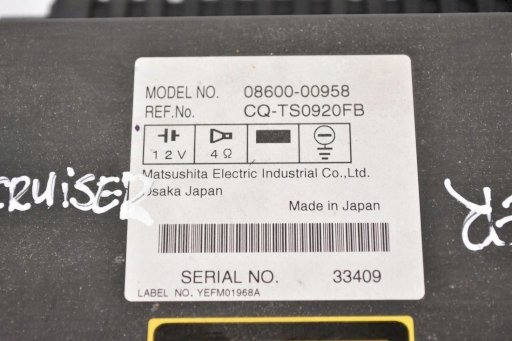 MODEL NO. 08600-00958
REF.No. CQ-TS0920FB
12V 4Ω
Matsushita Electric Industrial Co.,Ltd.
CRUISER Osaka Japan
Made in Japan
SERIAL NO. 33409
LABEL NO. YEFM01968A